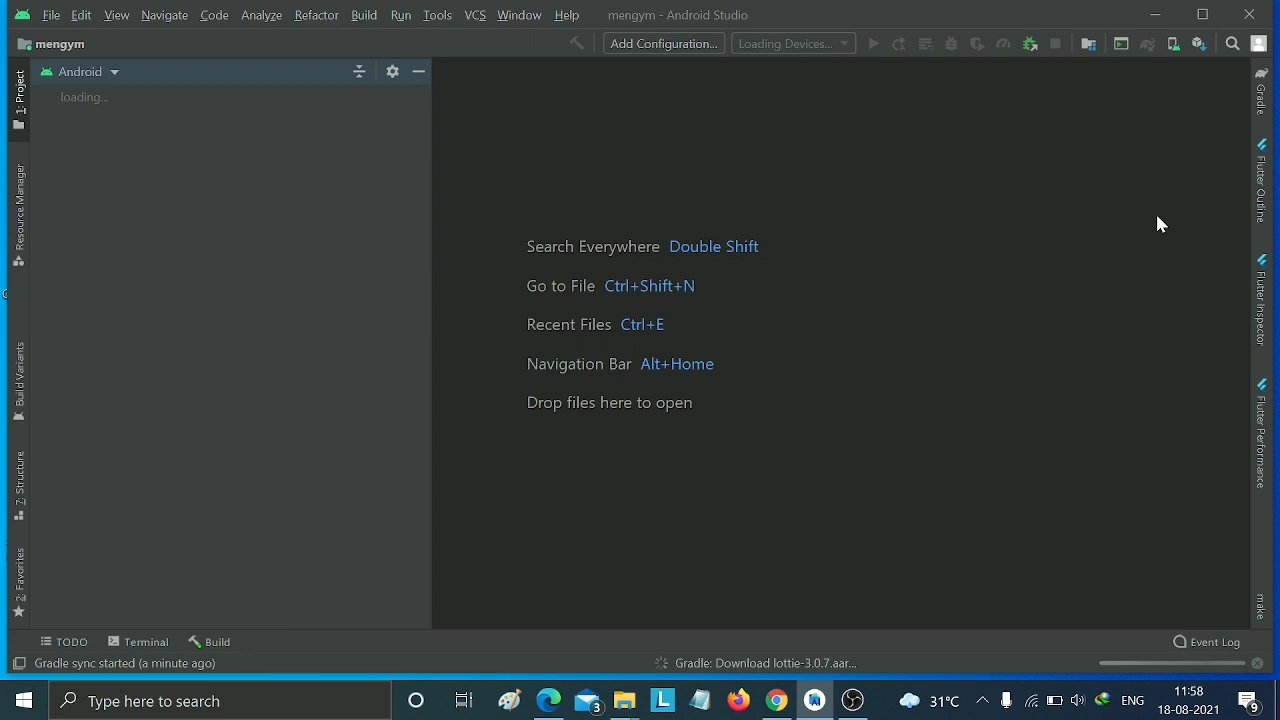 File Edit View Navigate Code Analyze Refactor Build Run Tools VCS Window Help mengym - Android Studio
mengym Add Configuration... Loading Devices...
Android
loading...
1: Project
Resource Manager
Build Variants
7: Structure
2: Favorites
Search Everywhere Double Shift
Go to File Ctrl+Shift+N
Recent Files Ctrl+E
Navigation Bar Alt+Home
Drop files here to open
Gradle
Flutter Outline
Flutter Inspector
Flutter Performance
make
TODO Terminal Build Event Log
Gradle sync started (a minute ago) Gradle: Download lottie-3.0.7.aar...
Type here to search 3 L 31°C ENG 11:58
18-08-2021 9